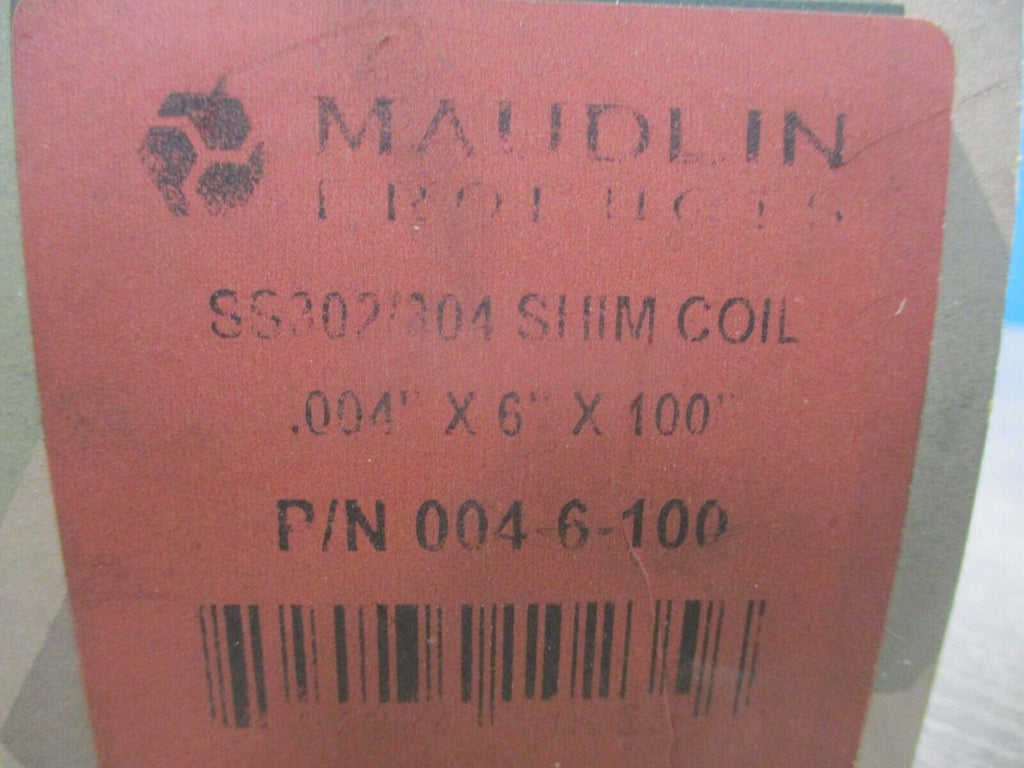 MAUDLIN
PRODUCTS
SS302/304 SHIM COIL
.004" X 6" X 100"
P/N 004-6-100